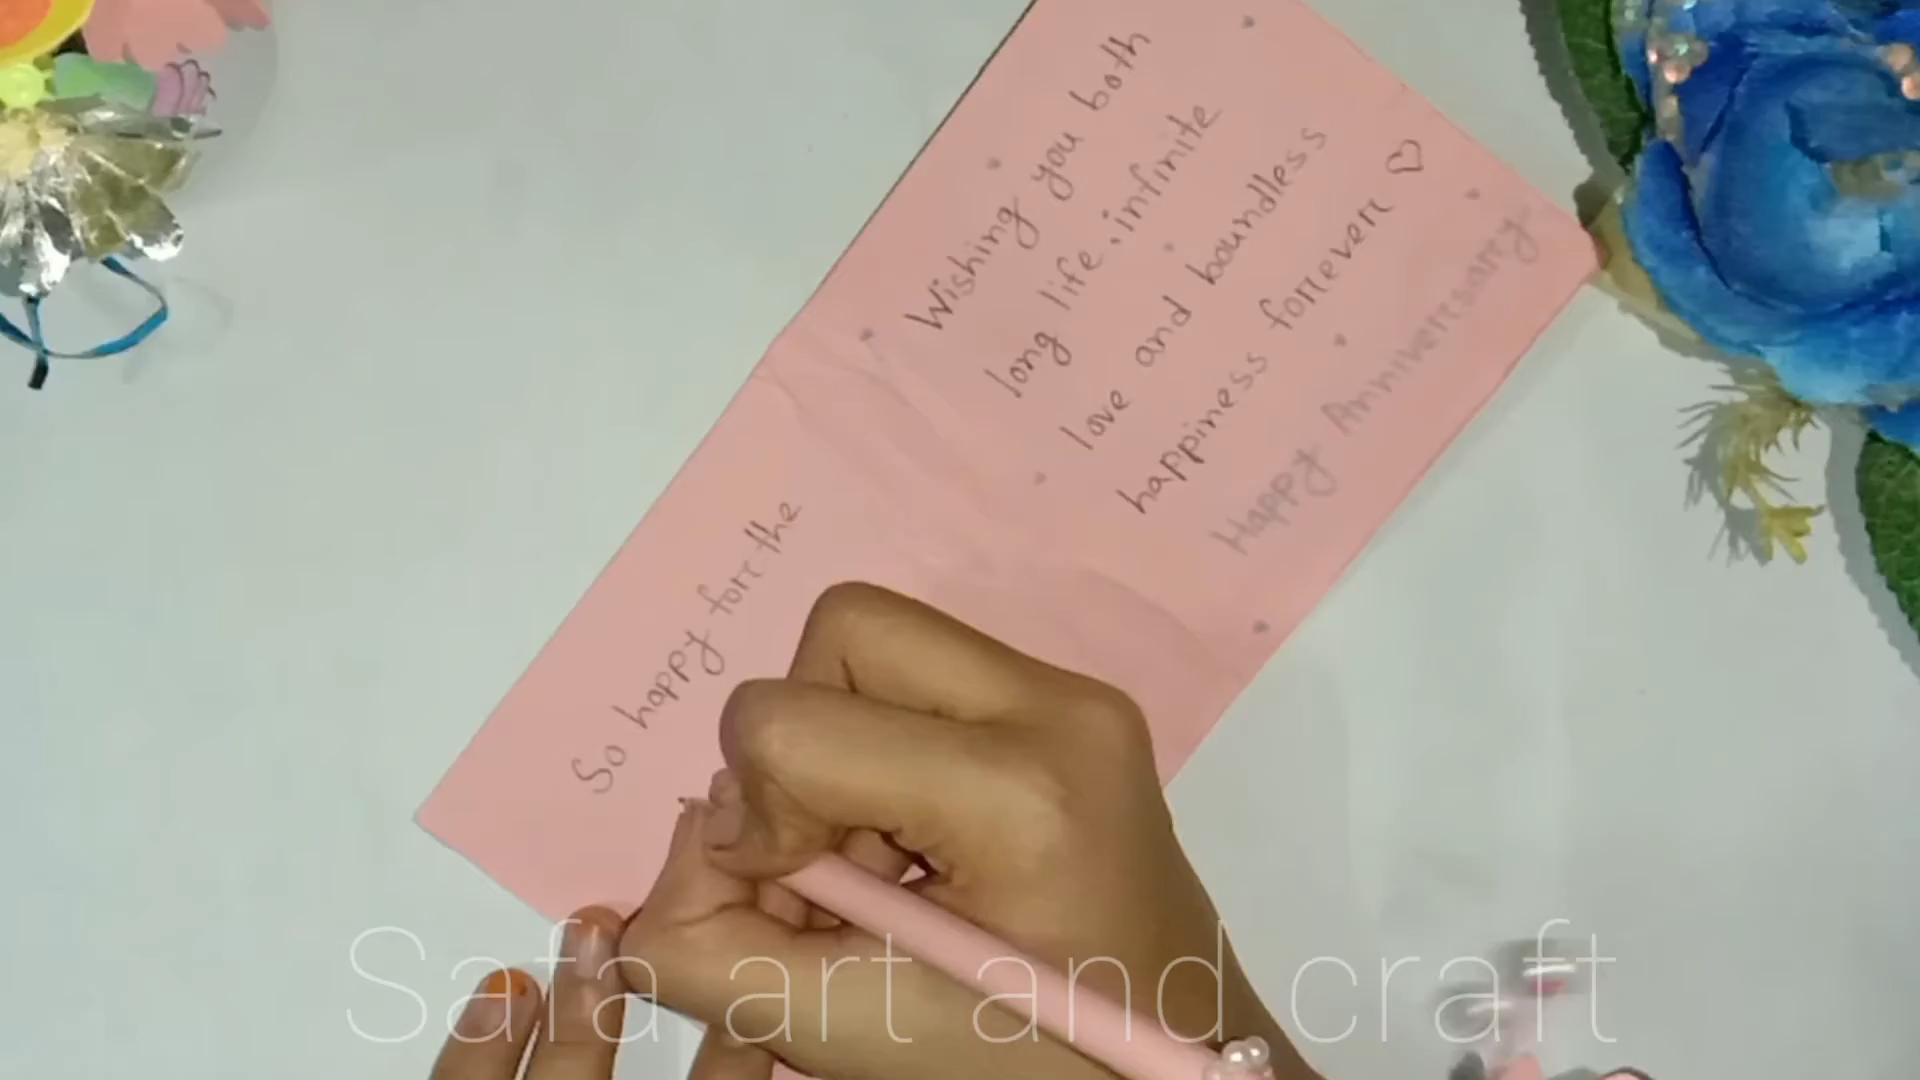 Wishing you both
long life, infinite
love and boundless
happiness forever ♡
Happy Anniversary
So happy for the
Safa art and craft